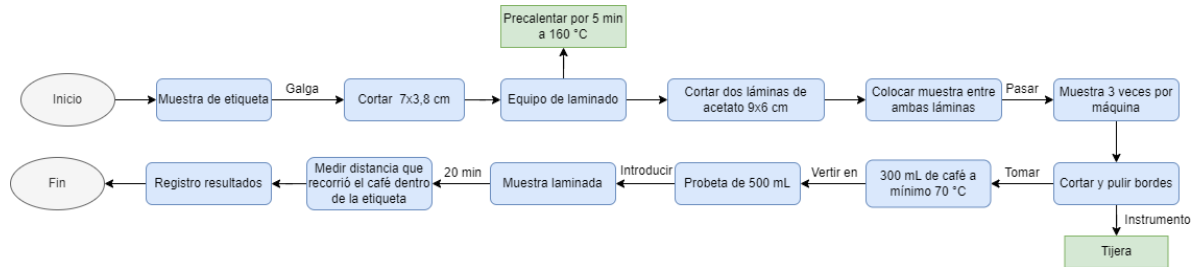 Precalentar por 5 min
a 160 °C
Inicio
Muestra de etiqueta
Galga
Cortar 7x3,8 cm
Equipo de laminado
Cortar dos láminas de
acetato 9x6 cm
Colocar muestra entre
ambas láminas
Pasar
Muestra 3 veces por
máquina
Cortar y pulir bordes
Instrumento
Tijera
Tomar
300 mL de café a
mínimo 70 °C
Vertir en
Probeta de 500 mL
Introducir
Muestra laminada
20 min
Medir distancia que
recorrió el café dentro
de la etiqueta
Registro resultados
Fin